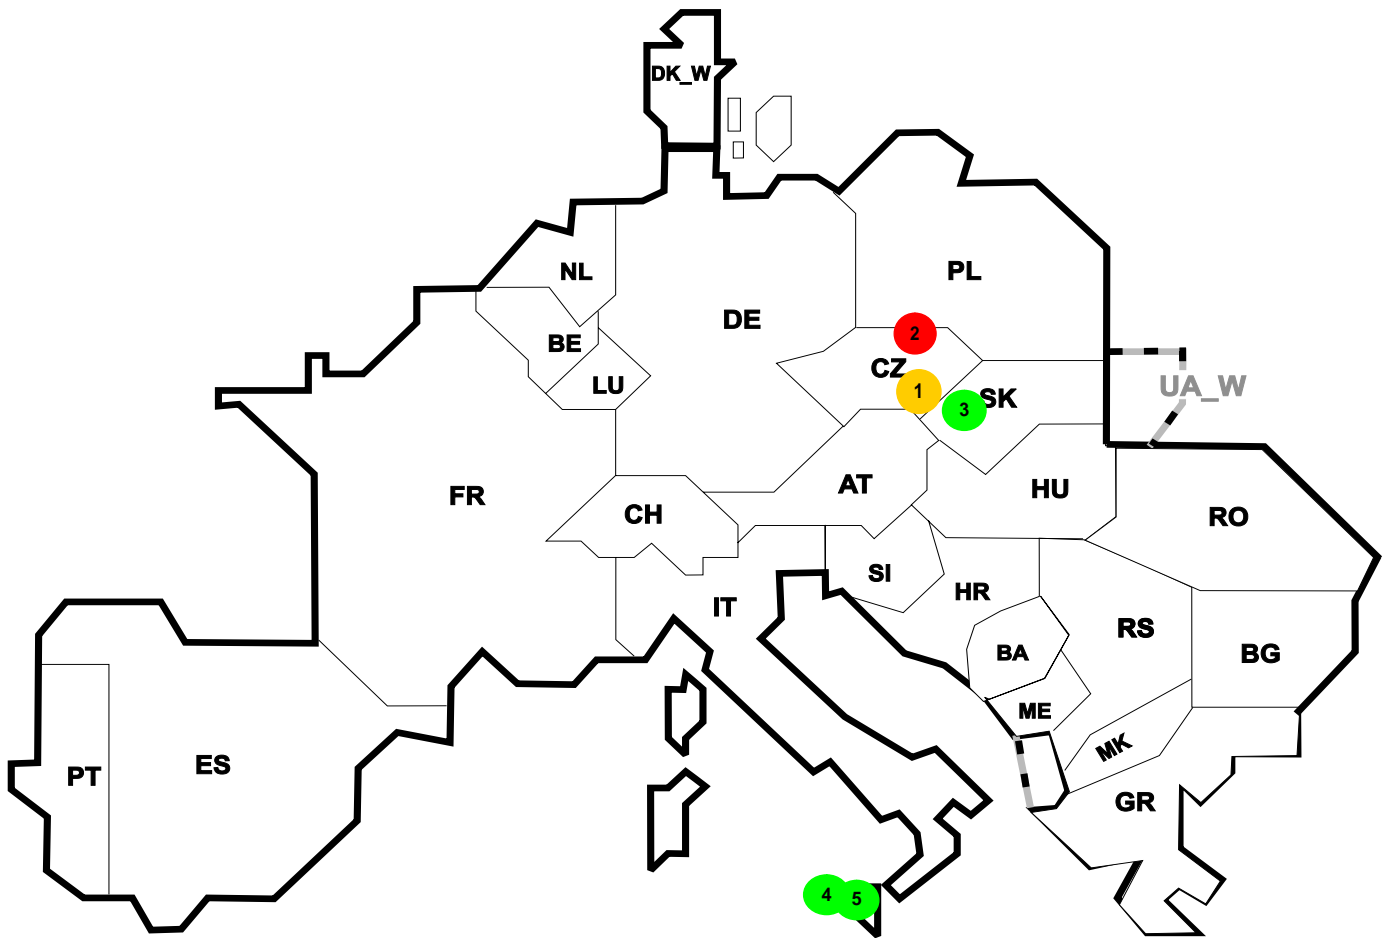 DK_W
NL
PL
DE
2
BE
CZ
LU
1
3
SK
UA_W
FR
CH
AT
HU
RO
SI
HR
IT
RS
BA
BG
ME
MK
PT
ES
GR
4
5